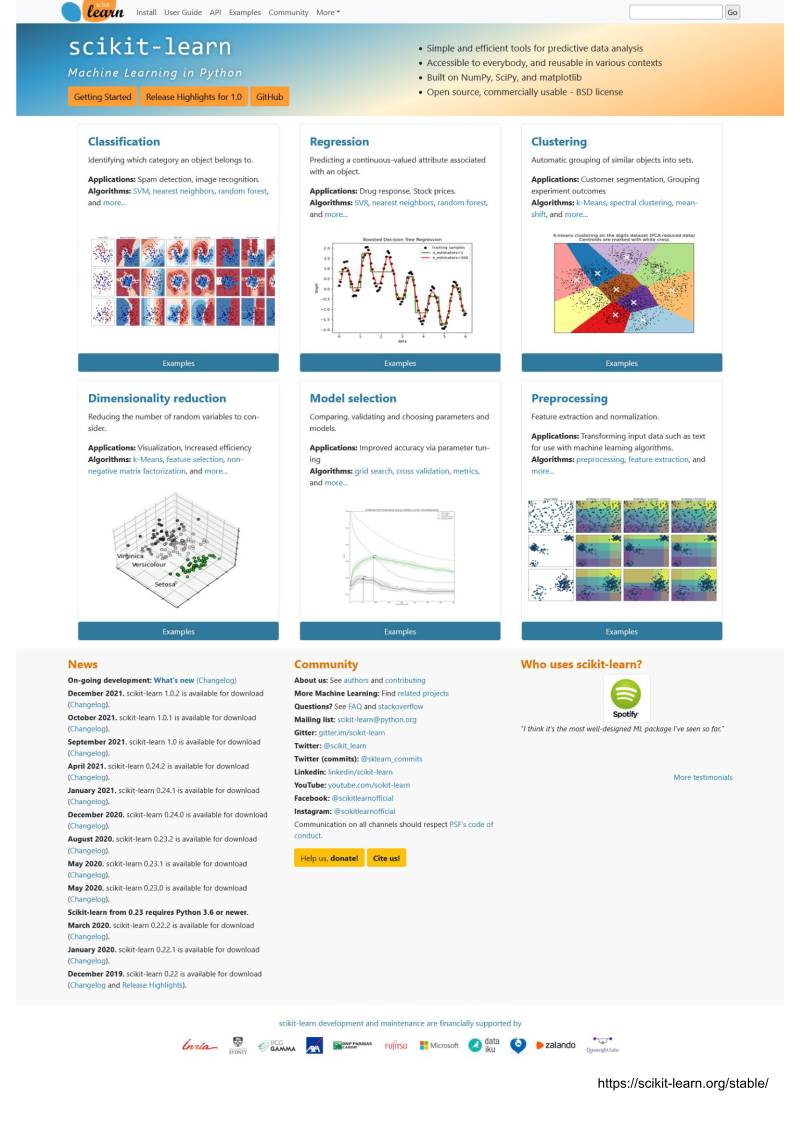 scikit
learn
Install User Guide API Examples Community More
Go
scikit-learn
Machine Learning in Python
Getting Started Release Highlights for 1.0 GitHub
• Simple and efficient tools for predictive data analysis
• Accessible to everybody, and reusable in various contexts
• Built on NumPy, SciPy, and matplotlib
• Open source, commercially usable - BSD license
Classification
Identifying which category an object belongs to.
Applications: Spam detection, image recognition.
Algorithms: SVM, nearest neighbors, random forest,
and more...
Examples
Regression
Predicting a continuous-valued attribute associated
with an object.
Applications: Drug response, Stock prices.
Algorithms: SVR, nearest neighbors, random forest,
and more...
Boosted Decision Tree Regression
training samples
n_estimators=1
n_estimators=300
target
data
Examples
Clustering
Automatic grouping of similar objects into sets.
Applications: Customer segmentation, Grouping
experiment outcomes
Algorithms: k-Means, spectral clustering, mean-
shift, and more...
K-means clustering on the digits dataset (PCA-reduced data)
Centroids are marked with white cross
Examples
Dimensionality reduction
Reducing the number of random variables to con-
sider.
Applications: Visualization, Increased efficiency
Algorithms: k-Means, feature selection, non-
negative matrix factorization, and more...
Virginica
Versicolour
Setosa
Examples
Model selection
Comparing, validating and choosing parameters and
models.
Applications: Improved accuracy via parameter tun-
ing
Algorithms: grid search, cross validation, metrics,
and more...
Examples
Preprocessing
Feature extraction and normalization.
Applications: Transforming input data such as text
for use with machine learning algorithms.
Algorithms: preprocessing, feature extraction, and
more...
Examples
News
On-going development: What's new (Changelog)
December 2021. scikit-learn 1.0.2 is available for download
(Changelog).
October 2021. scikit-learn 1.0.1 is available for download
(Changelog).
September 2021. scikit-learn 1.0 is available for download
(Changelog).
April 2021. scikit-learn 0.24.2 is available for download
(Changelog).
January 2021. scikit-learn 0.24.1 is available for download
(Changelog).
December 2020. scikit-learn 0.24.0 is available for download
(Changelog).
August 2020. scikit-learn 0.23.2 is available for download
(Changelog).
May 2020. scikit-learn 0.23.1 is available for download
(Changelog).
May 2020. scikit-learn 0.23.0 is available for download
(Changelog).
Scikit-learn from 0.23 requires Python 3.6 or newer.
March 2020. scikit-learn 0.22.2 is available for download
(Changelog).
January 2020. scikit-learn 0.22.1 is available for download
(Changelog).
December 2019. scikit-learn 0.22 is available for download
(Changelog and Release Highlights).
Community
About us: See authors and contributing
More Machine Learning: Find related projects
Questions? See FAQ and stackoverflow
Mailing list: scikit-learn@python.org
Gitter: gitter.im/scikit-learn
Twitter: @scikit_learn
Twitter (commits): @sklearn_commits
Linkedin: linkedin/scikit-learn
YouTube: youtube.com/scikit-learn
Facebook: @scikitlearnofficial
Instagram: @scikitlearnofficial
Communication on all channels should respect PSF's code of
conduct.
Help us, donate! Cite us!
Who uses scikit-learn?
Spotify
"I think it's the most well-designed ML package I've seen so far."
More testimonials
scikit-learn development and maintenance are financially supported by
Inria
SYDNEY
BCG
GAMMA
AXA
BNP PARIBAS
CARDIF
FUJITSU
Microsoft
data
iku
zalando
Quansight Labs
https://scikit-learn.org/stable/